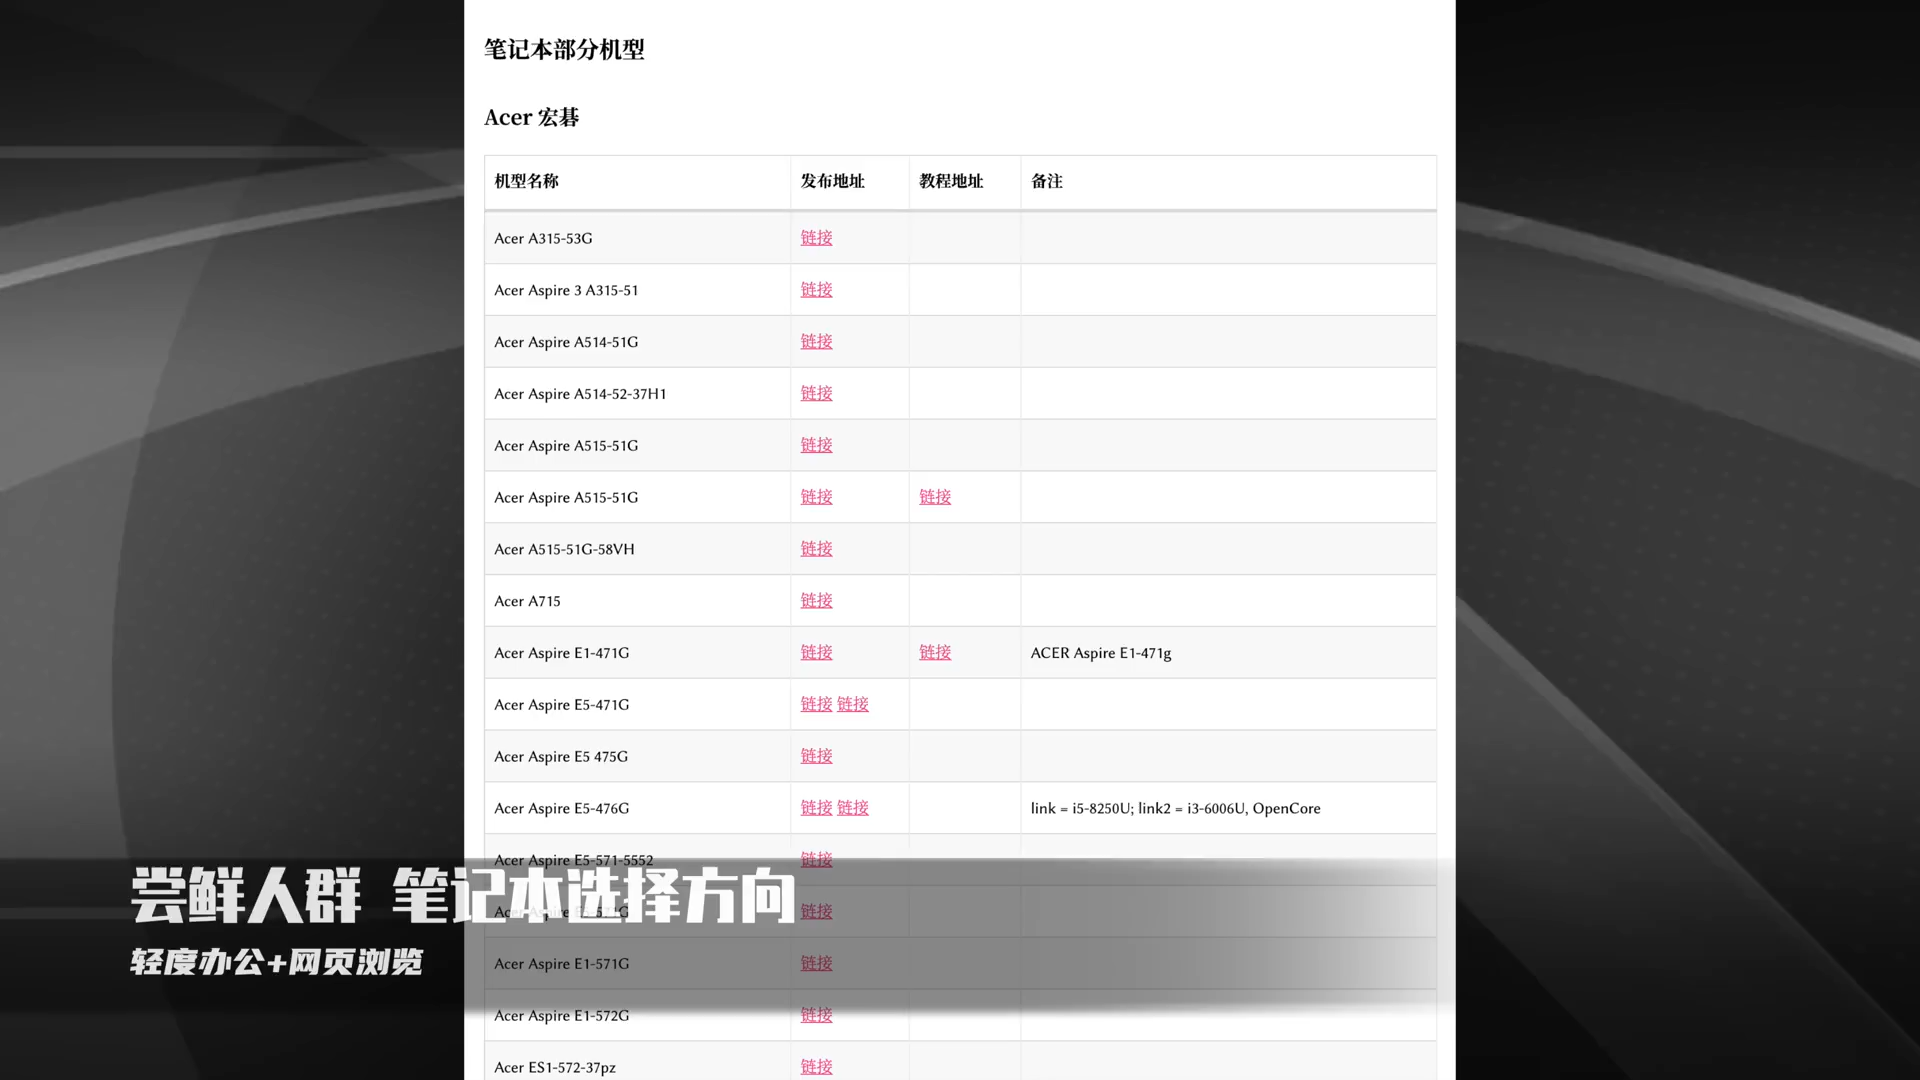 笔记本部分机型
Acer 宏碁
机型名称 发布地址 教程地址 备注
Acer A315-53G 链接
Acer Aspire 3 A315-51 链接
Acer Aspire A514-51G 链接
Acer Aspire A514-52-37H1 链接
Acer Aspire A515-51G 链接
Acer Aspire A515-51G 链接 链接
Acer A515-51G-58VH 链接
Acer A715 链接
Acer Aspire E1-471G 链接 链接 ACER Aspire E1-471g
Acer Aspire E5-471G 链接 链接
Acer Aspire E5 475G 链接
Acer Aspire E5-476G 链接 链接 link = i5-8250U; link2 = i3-6006U, OpenCore
Acer Aspire E5-571-5552 链接
尝鲜人群 笔记本选择方向
链接
轻度办公+网页浏览
Acer Aspire E1-571G 链接
Acer Aspire E1-572G 链接
Acer ES1-572-37pz 链接